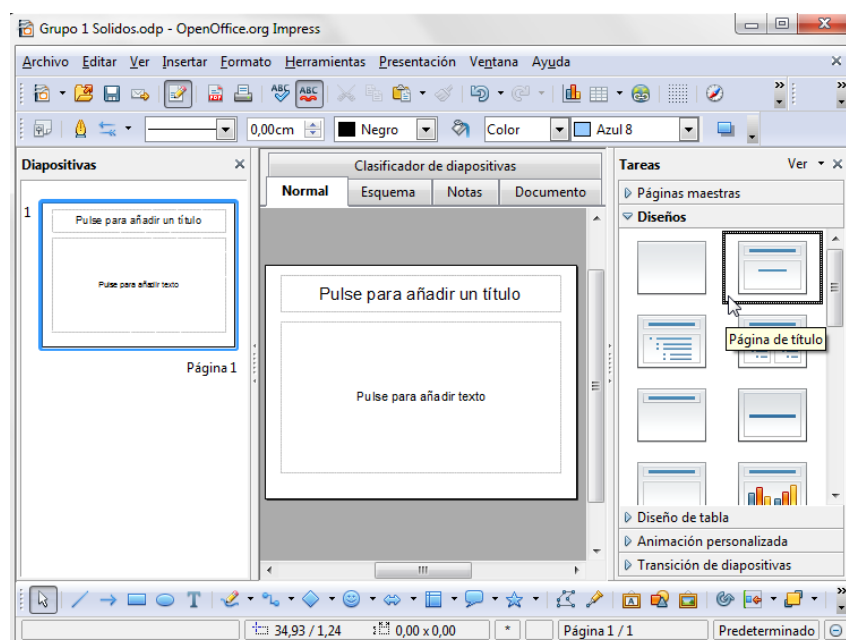 Grupo 1 Solidos.odp - OpenOffice.org Impress
Archivo Editar Ver Insertar Formato Herramientas Presentación Ventana Ayuda
ABC ABC
0,00cm Negro Color Azul 8
Diapositivas
1
Pulse para añadir un título
Pulse para añadir texto
Página 1
Clasificador de diapositivas
Normal Esquema Notas Documento
Pulse para añadir un título
Pulse para añadir texto
Tareas Ver
Páginas maestras
Diseños
Página de título
Diseño de tabla
Animación personalizada
Transición de diapositivas
T
34,93 / 1,24 0,00 x 0,00 * Página 1 / 1 Predeterminado